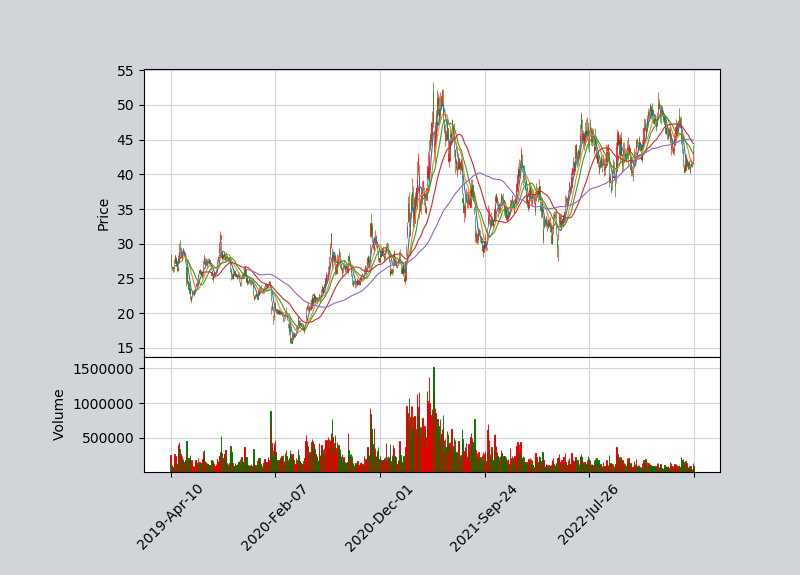 55
50
45
40
35
30
25
20
15
Price
1500000
1000000
500000
Volume
2019-Apr-10
2020-Feb-07
2020-Dec-01
2021-Sep-24
2022-Jul-26